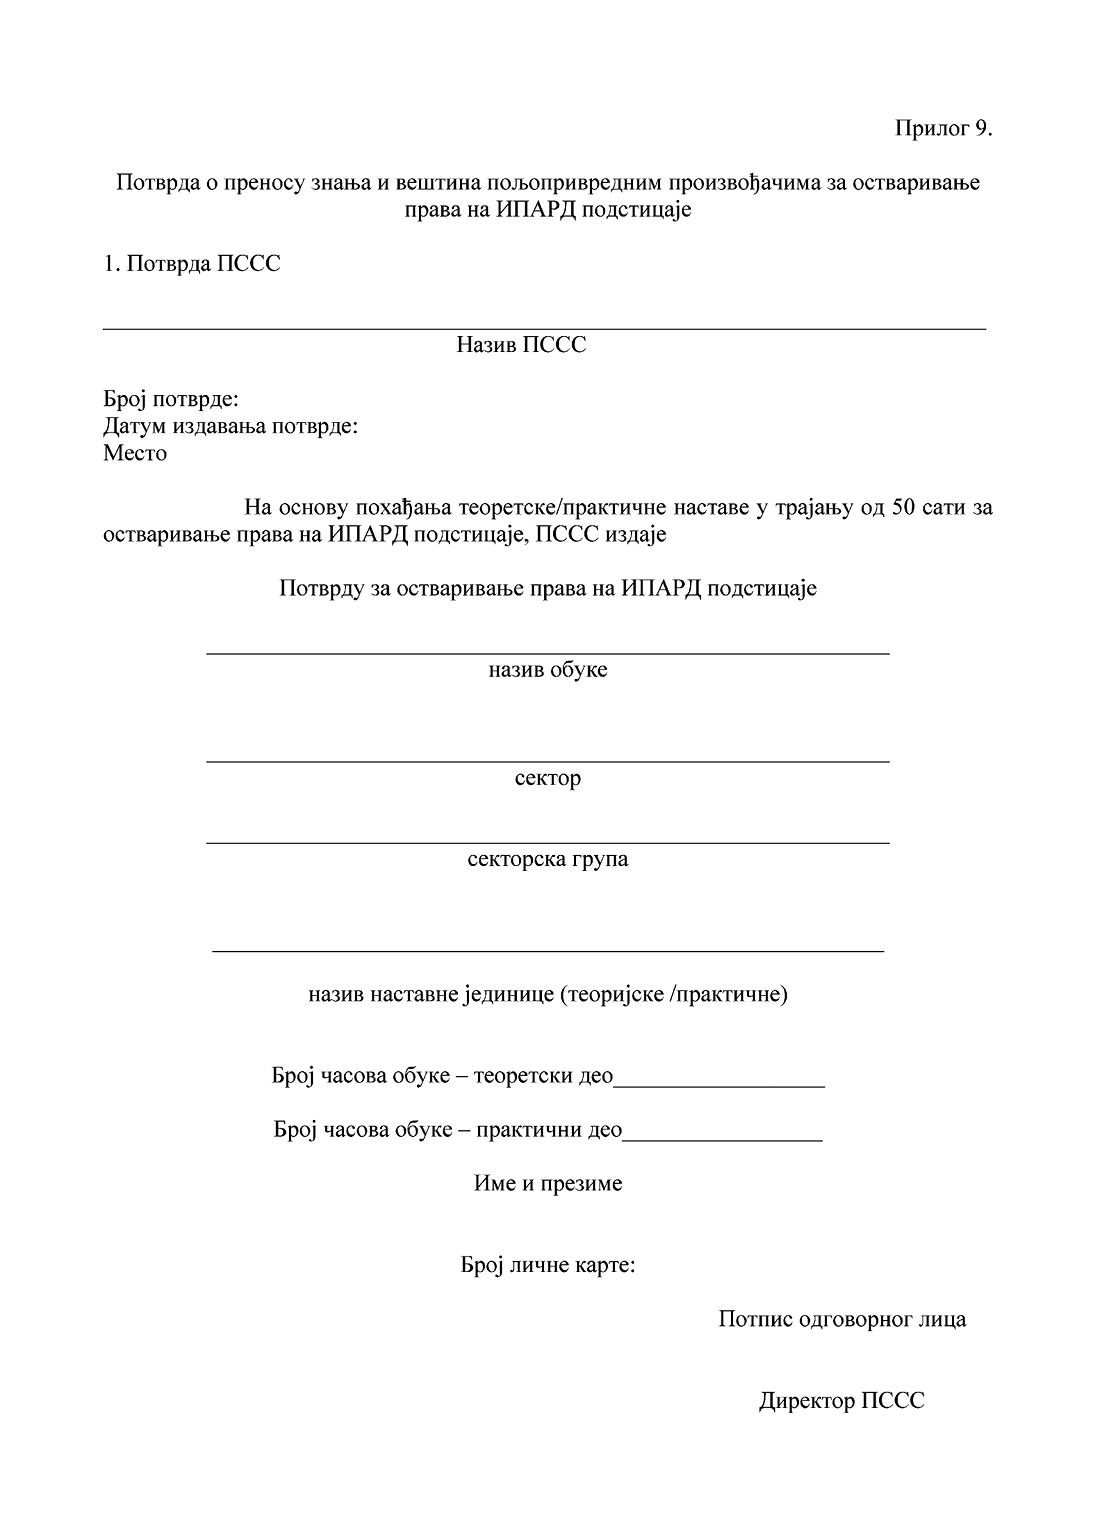 Прилог 9.
Потврда о преносу знања и вештина пољопривредним произвођачима за остваривање
права на ИПАРД подстицаје
1. Потврда ПССС
Назив ПССС
Број потврде:
Датум издавања потврде:
Место
На основу похађања теоретске/практичне наставе у трајању од 50 сати за
остваривање права на ИПАРД подстицаје, ПССС издаје
Потврду за остваривање права на ИПАРД подстицаје
назив обуке
сектор
секторска група
назив наставне јединице (теоријске /практичне)
Број часова обуке – теоретски део__________________
Број часова обуке – практични део_________________
Име и презиме
Број личне карте:
Потпис одговорног лица
Директор ПССС